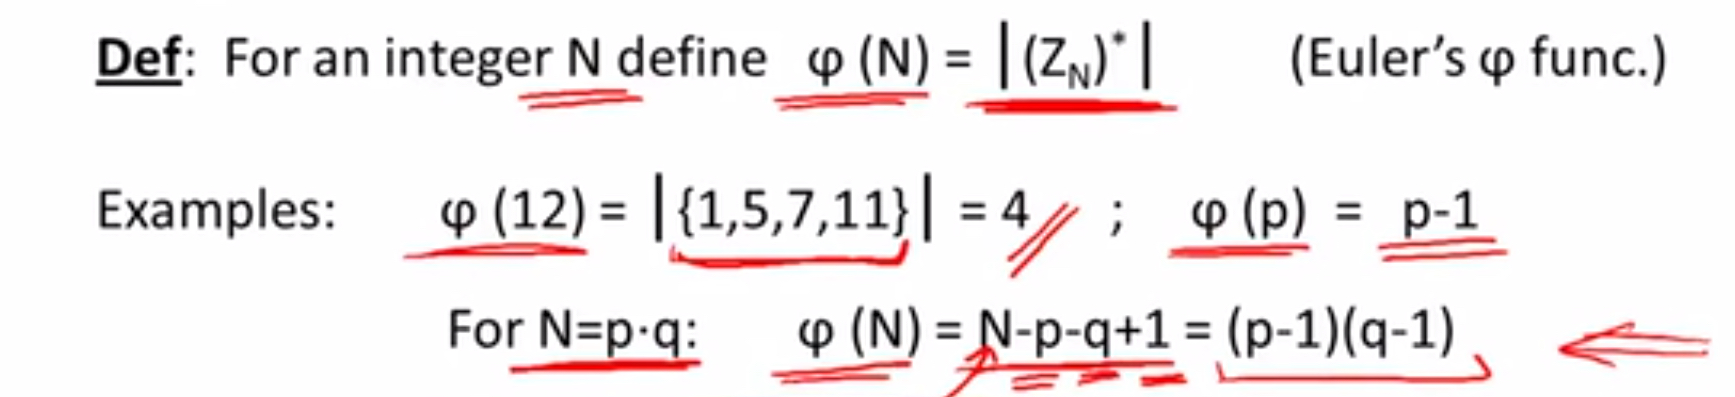 Def: For an integer N define φ (N) = |(Z_N)*| (Euler's φ func.)
Examples: φ (12) = |{1,5,7,11}| = 4 ; φ (p) = p-1
For N=p·q: φ (N) = N-p-q+1 = (p-1)(q-1)